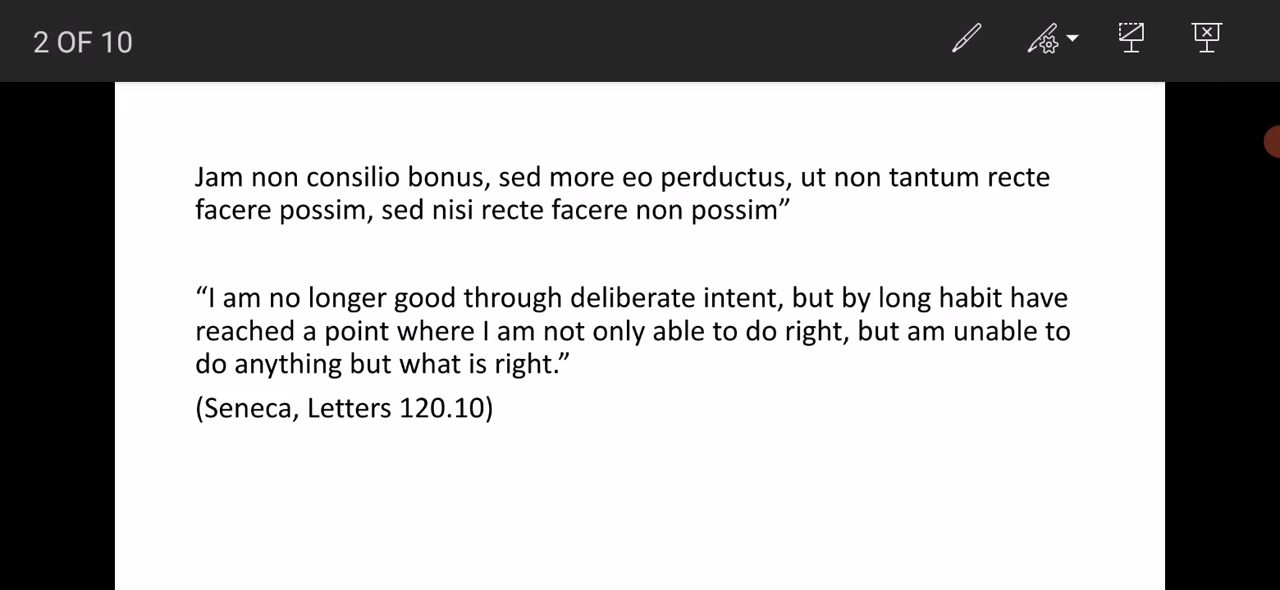 2 OF 10
Jam non consilio bonus, sed more eo perductus, ut non tantum recte
facere possim, sed nisi recte facere non possim”
“I am no longer good through deliberate intent, but by long habit have
reached a point where I am not only able to do right, but am unable to
do anything but what is right.”
(Seneca, Letters 120.10)